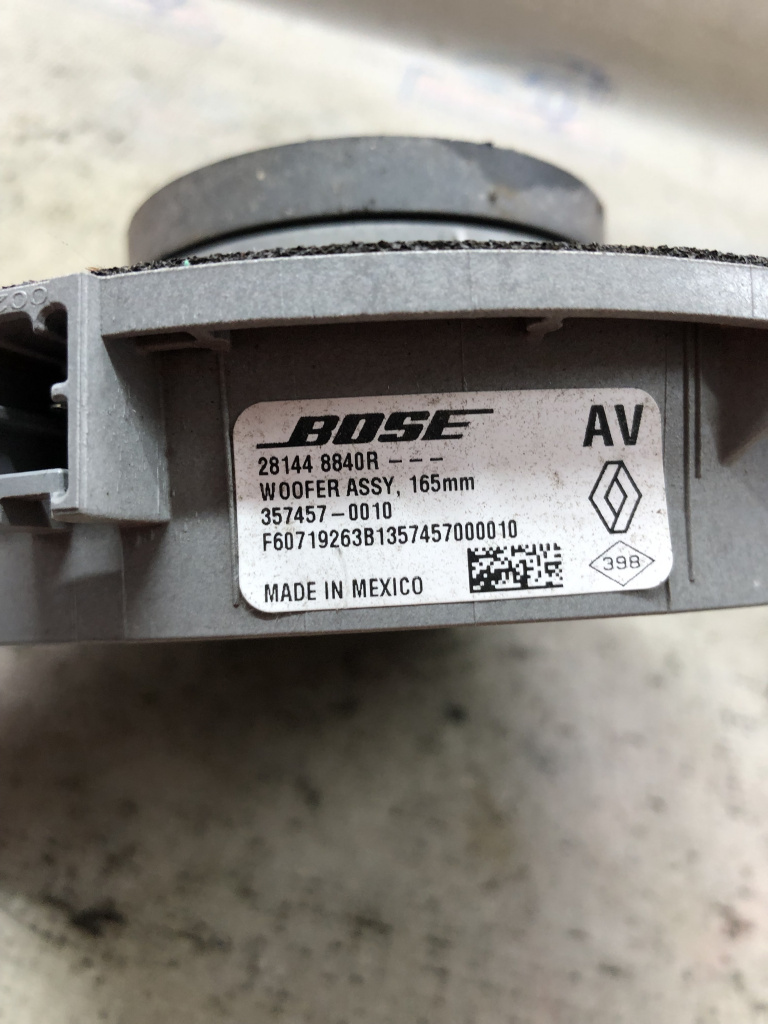 BOSE
AV
28144 8840R ---
WOOFER ASSY, 165mm
357457-0010
F60719263B1357457000010
398
MADE IN MEXICO